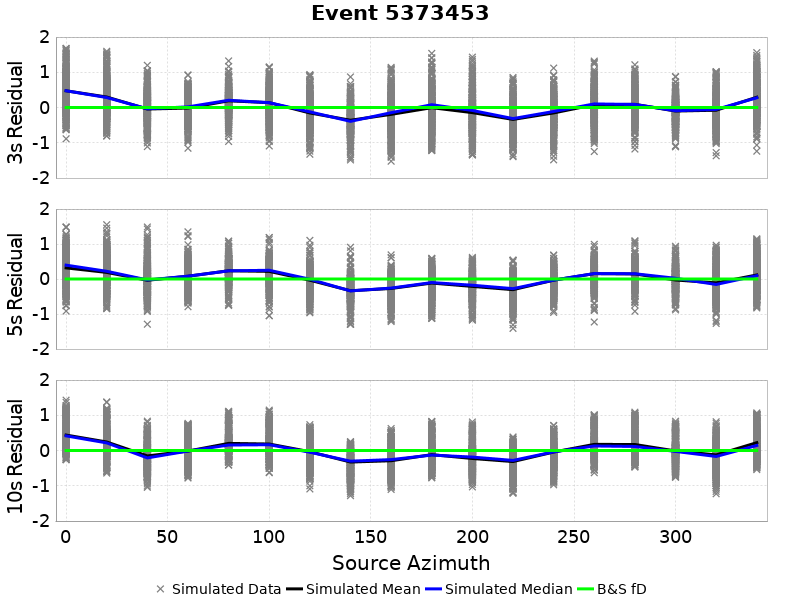 Event 5373453
3s Residual
2
1
0
-1
-2
5s Residual
2
1
0
-1
-2
10s Residual
2
1
0
-1
-2
0 50 100 150 200 250 300
Source Azimuth
Simulated Data Simulated Mean Simulated Median B&S fD